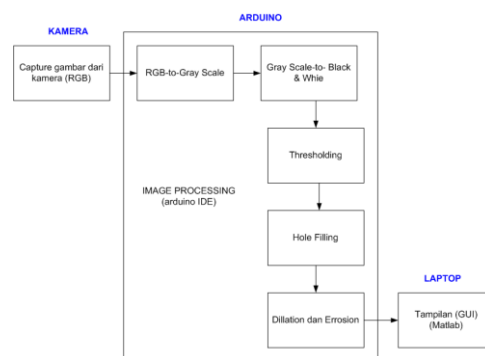 ARDUINO
KAMERA
Capture gambar dari
kamera (RGB)
RGB-to-Gray Scale
Gray Scale-to- Black
& Whie
Thresholding
IMAGE PROCESSING
(arduino IDE)
Hole Filling
LAPTOP
Dillation dan Errosion
Tampilan (GUI)
(Matlab)